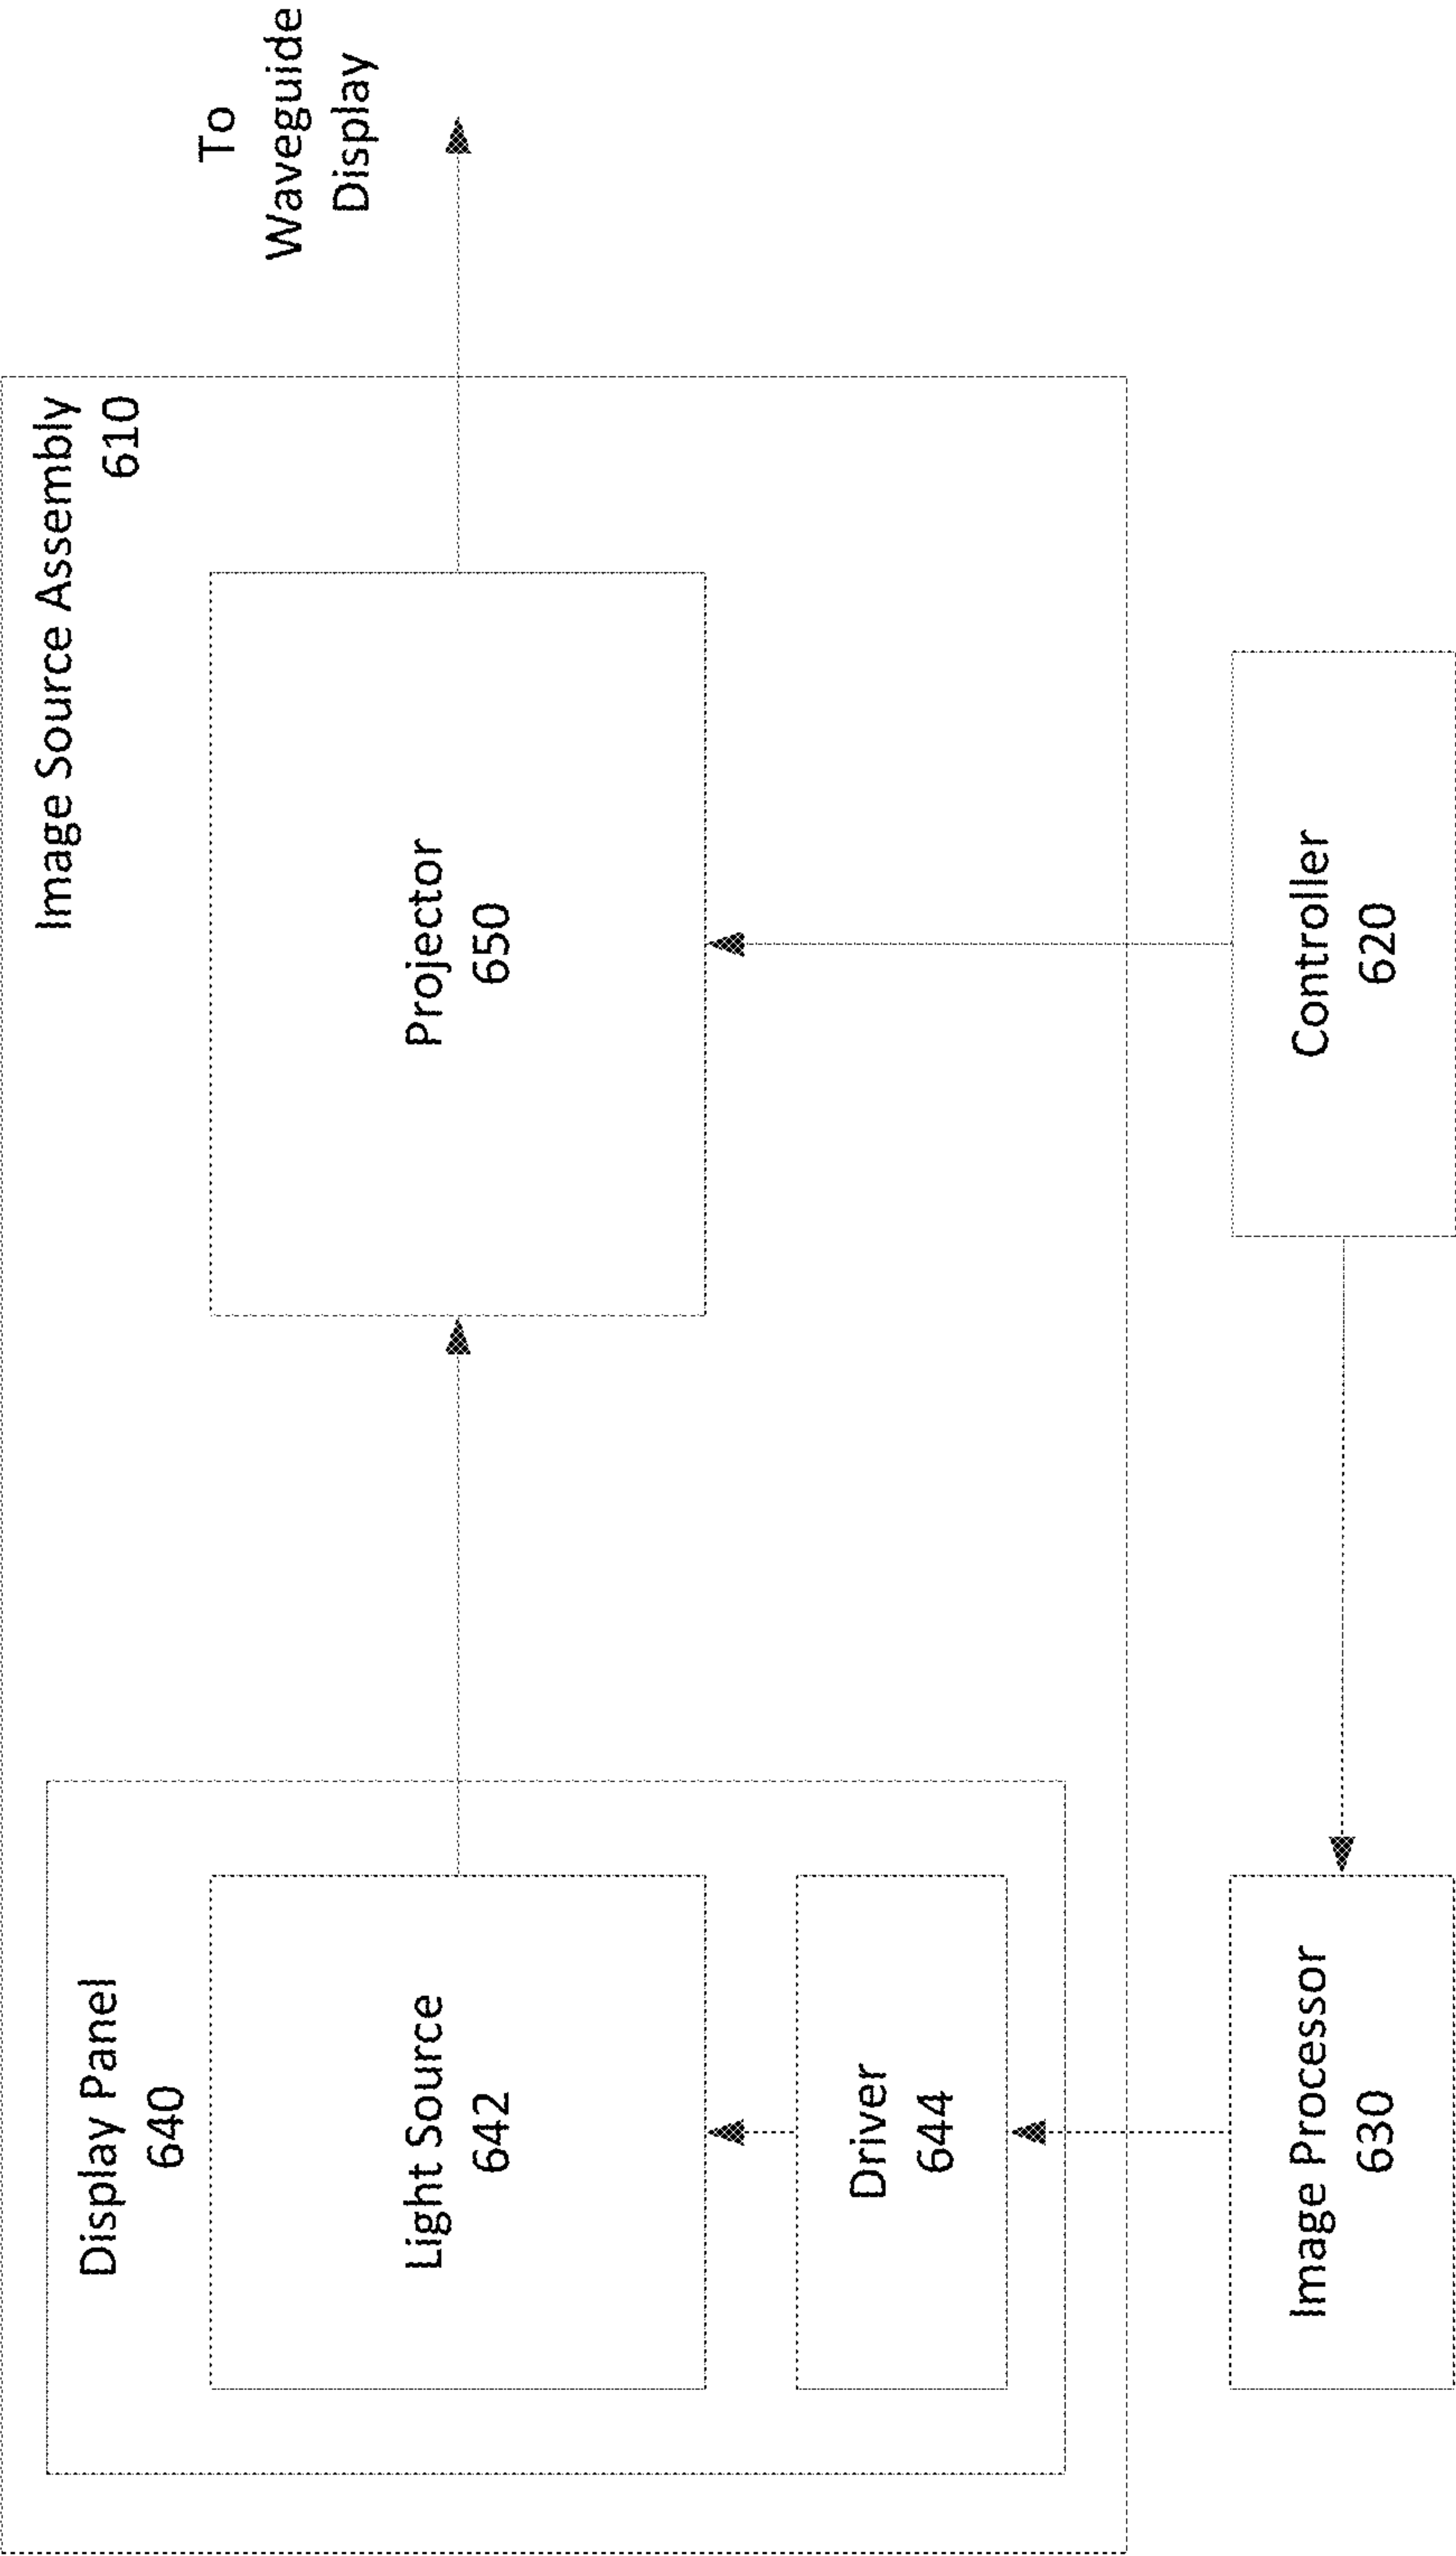 Image Source Assembly
610
Display Panel
640
Light Source
642
Driver
644
Projector
650
To
Waveguide
Display
Image Processor
630
Controller
620